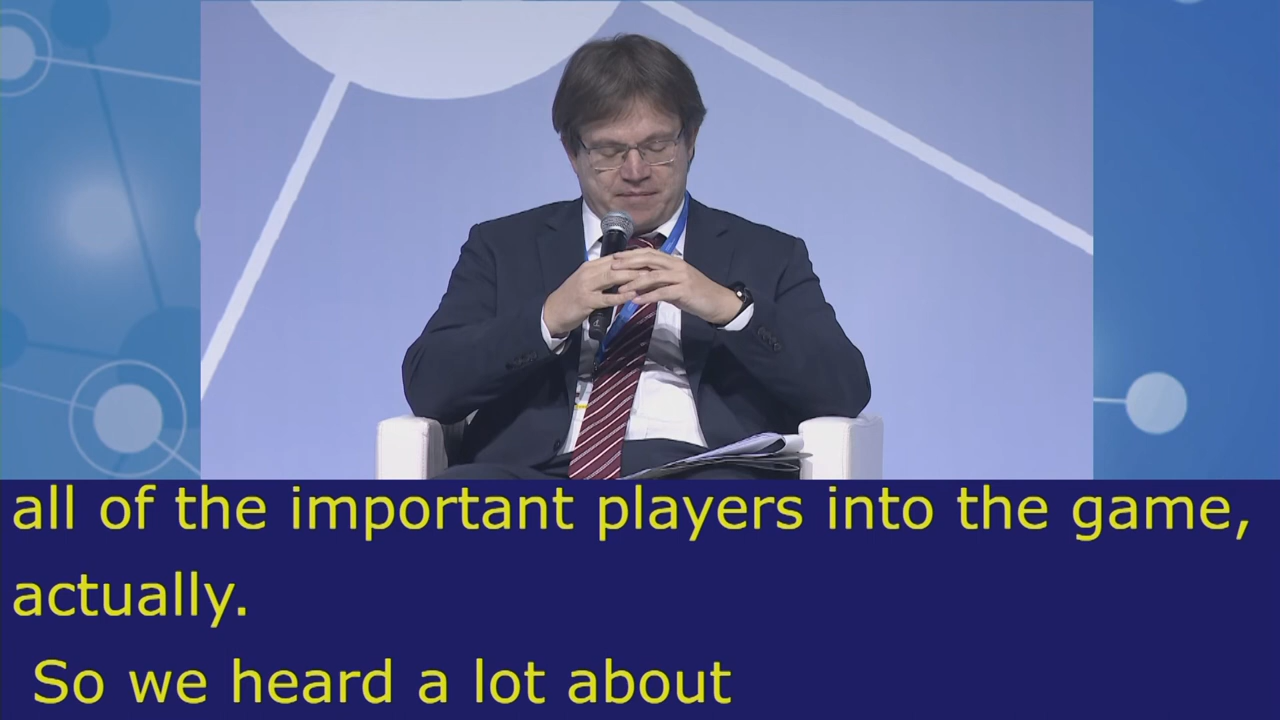 all of the important players into the game,
actually.
So we heard a lot about